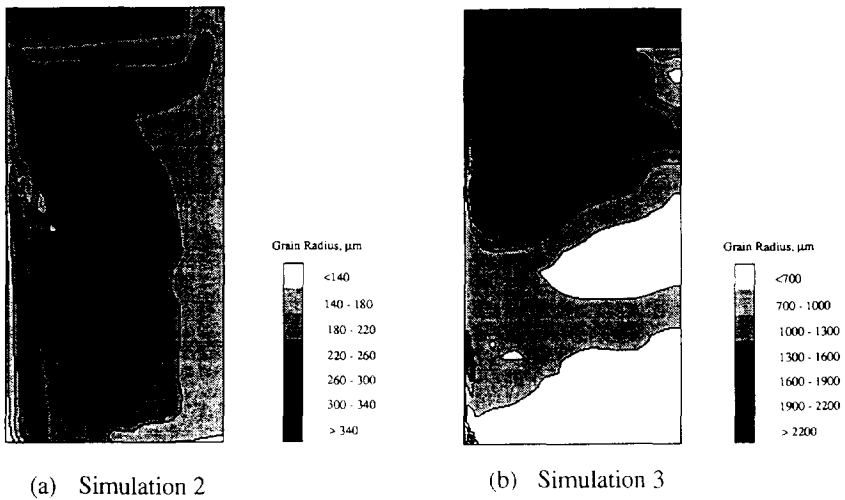 Grain Radius, μm
<140
140 - 180
180 - 220
220 - 260
260 - 300
300 - 340
> 340
(a) Simulation 2
Grain Radius, μm
<700
700 - 1000
1000 - 1300
1300 - 1600
1600 - 1900
1900 - 2200
> 2200
(b) Simulation 3